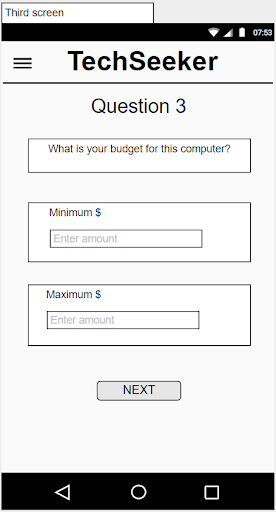 Third screen
07:53
TechSeeker
Question 3
What is your budget for this computer?
Minimum $
Enter amount
Maximum $
Enter amount
NEXT